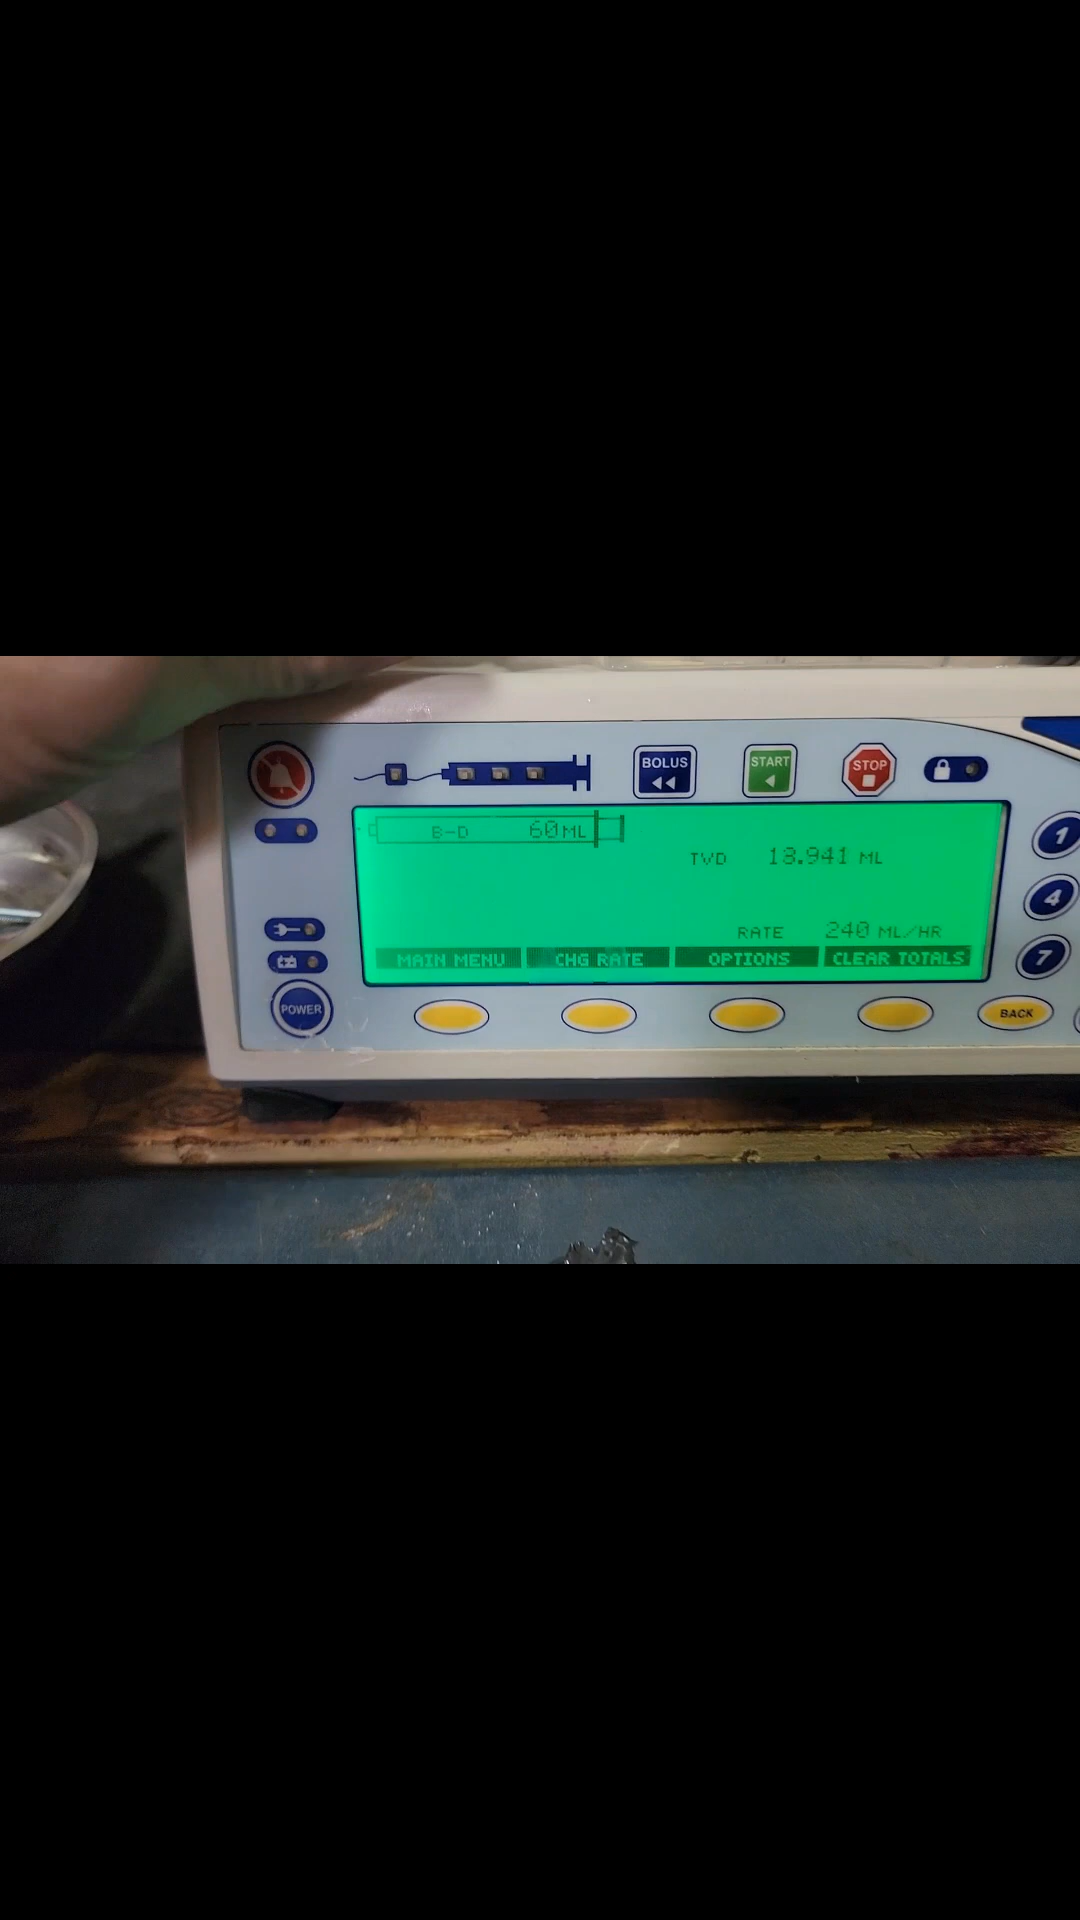 BOLUS
START
STOP
B-D 60ML
TVD 18.941 ML
RATE 240 ML/HR
MAIN MENU CHG RATE OPTIONS CLEAR TOTALS
1
4
7
POWER
BACK